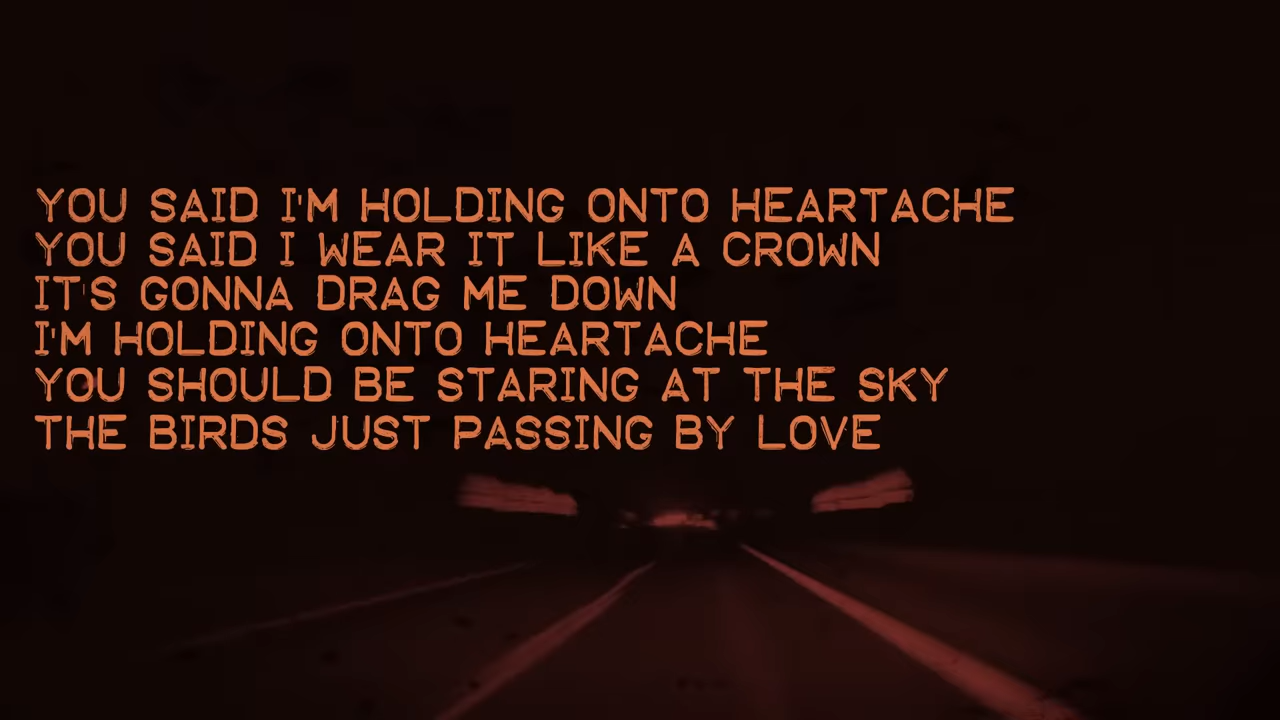 YOU SAID I'M HOLDING ONTO HEARTACHE
YOU SAID I WEAR IT LIKE A CROWN
IT'S GONNA DRAG ME DOWN
I'M HOLDING ONTO HEARTACHE
YOU SHOULD BE STARING AT THE SKY
THE BIRDS JUST PASSING BY LOVE